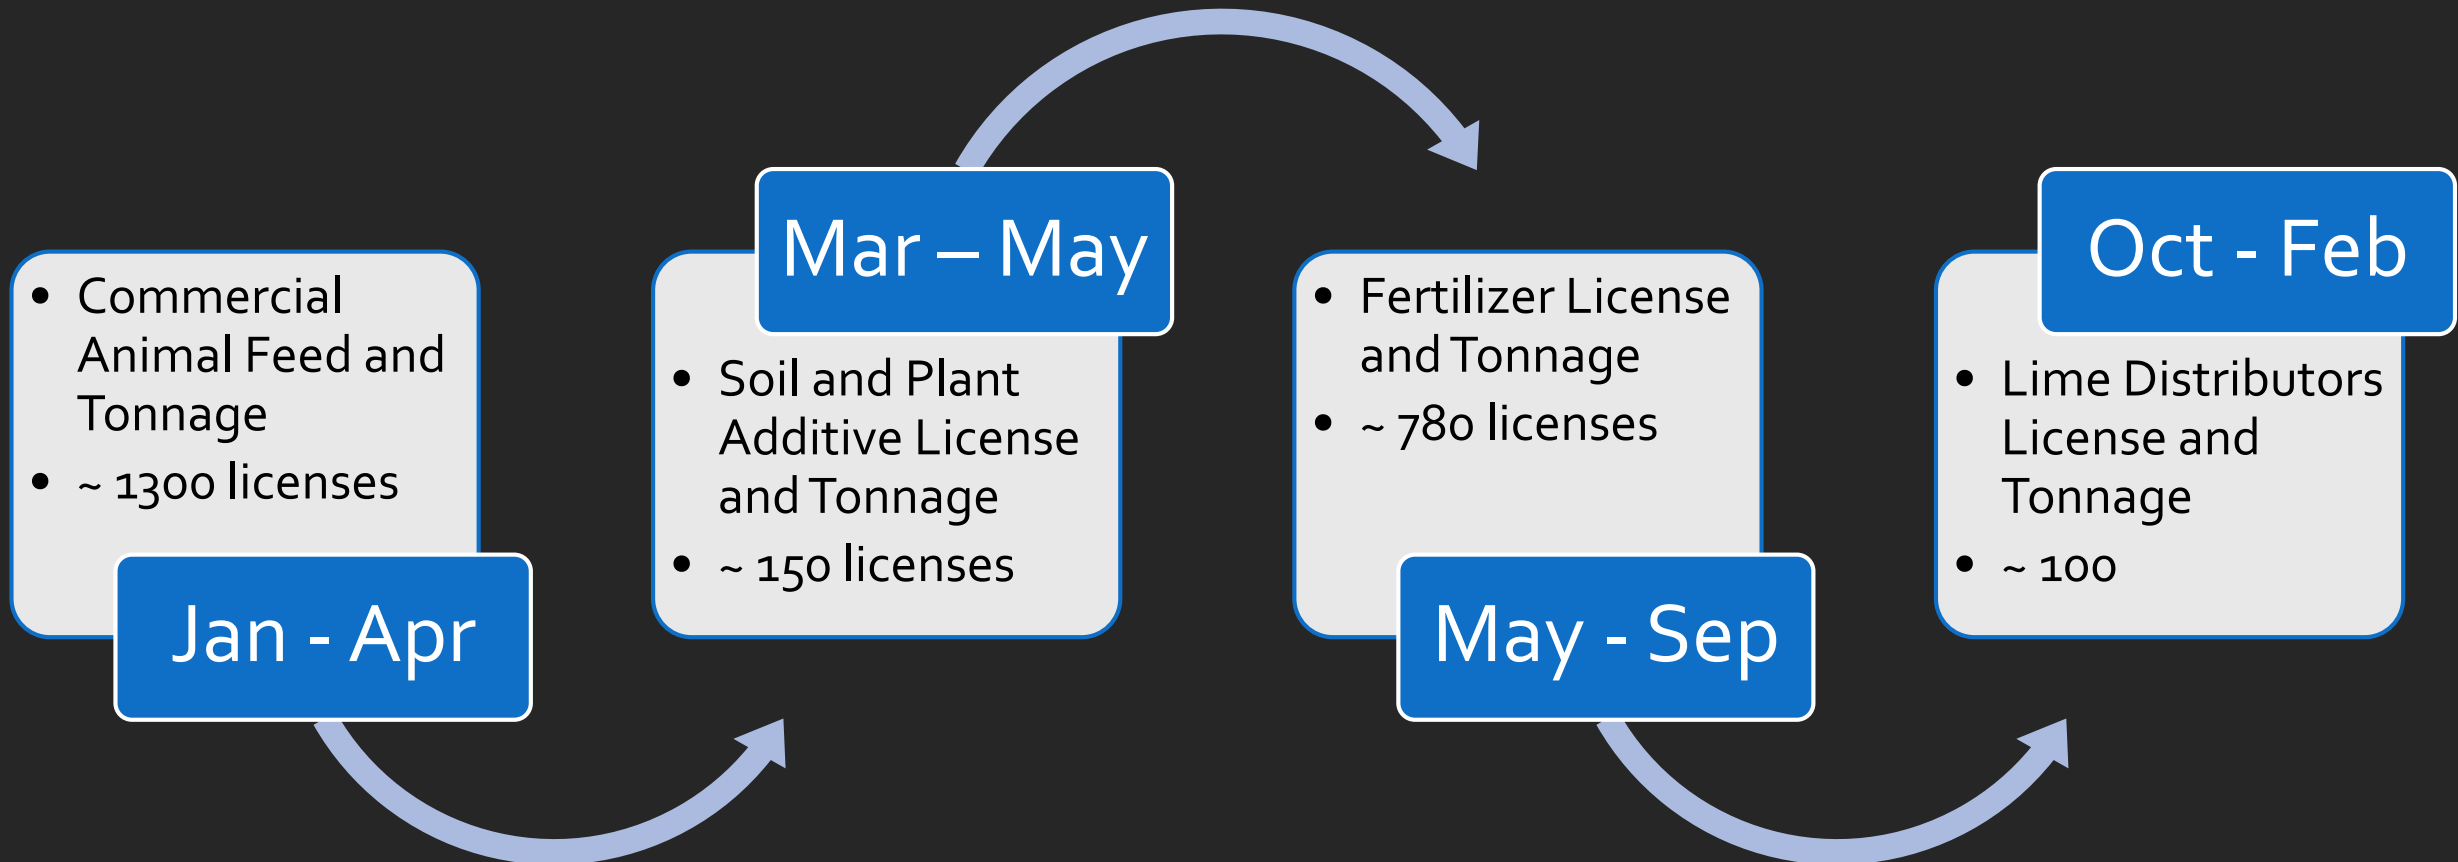 • Commercial
Animal Feed and
Tonnage
• ~ 1300 licenses
Jan - Apr
Mar – May
• Soil and Plant
Additive License
and Tonnage
• ~ 150 licenses
• Fertilizer License
and Tonnage
• ~ 780 licenses
May - Sep
Oct - Feb
• Lime Distributors
License and
Tonnage
• ~ 100